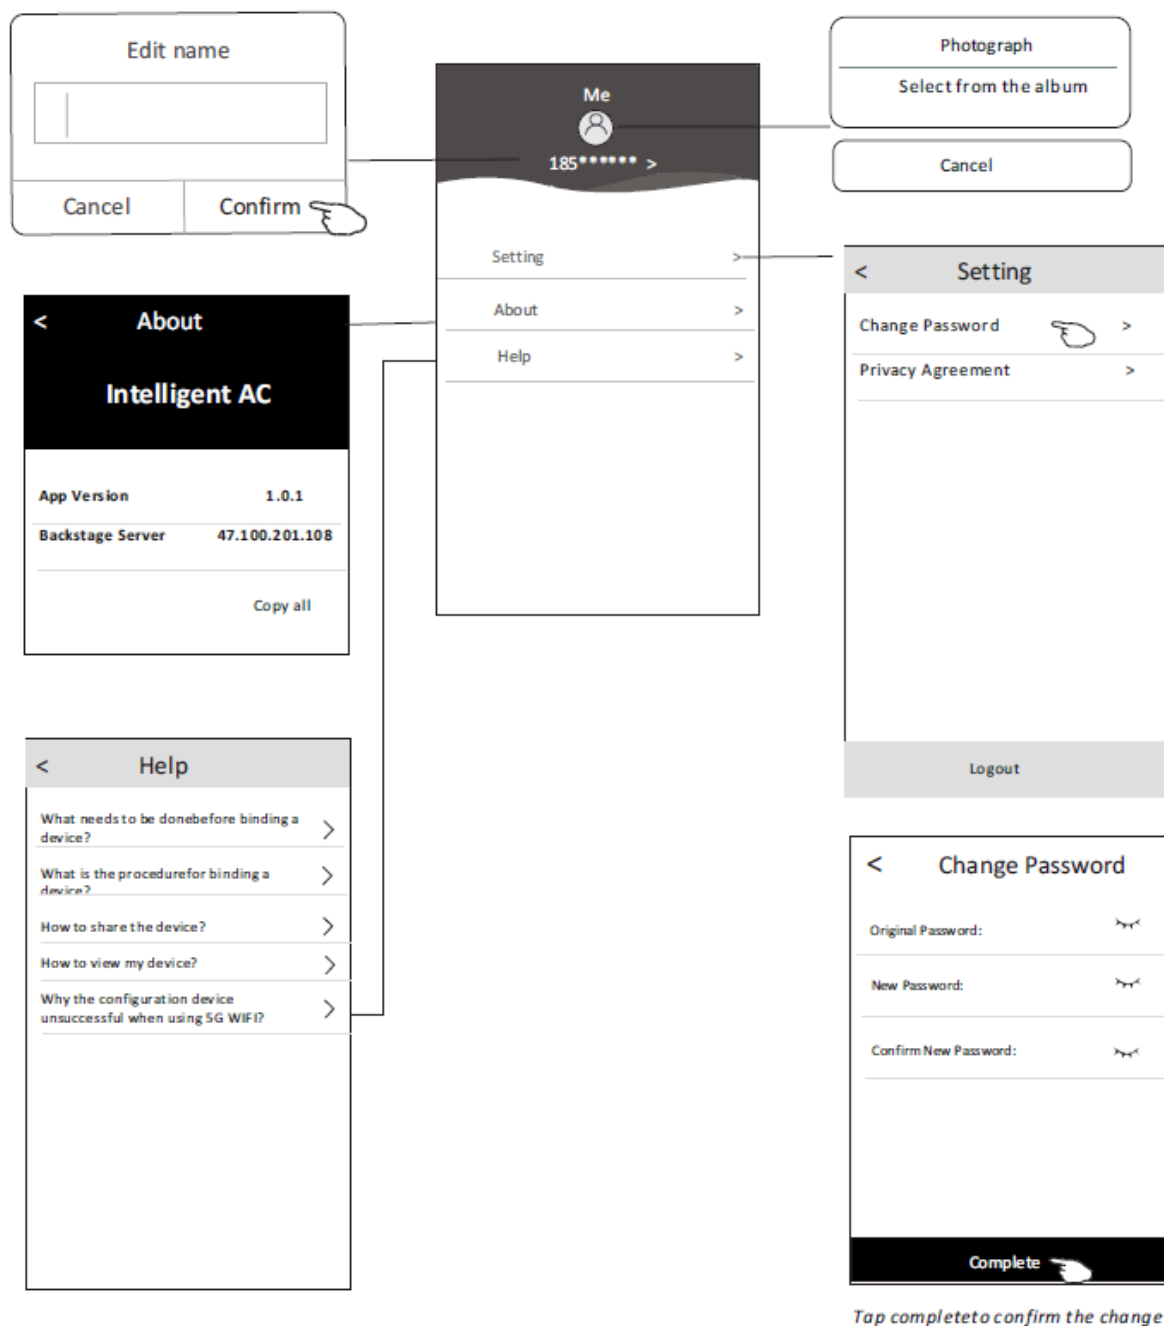 Edit name
Cancel
Confirm
Me
185****** >
Photograph
Select from the album
Cancel
Setting >
About >
Help >
< About
Intelligent AC
App Version 1.0.1
Backstage Server 47.100.201.108
Copy all
< Setting
Change Password >
Privacy Agreement >
Logout
< Help
What needs to be donebefore binding a
device?
What is the procedurefor binding a
device?
How to share the device?
How to view my device?
Why the configuration device
unsuccessful when using 5G WIFI?
< Change Password
Original Password:
New Password:
Confirm New Password:
Complete
Tap completeto confirm the change